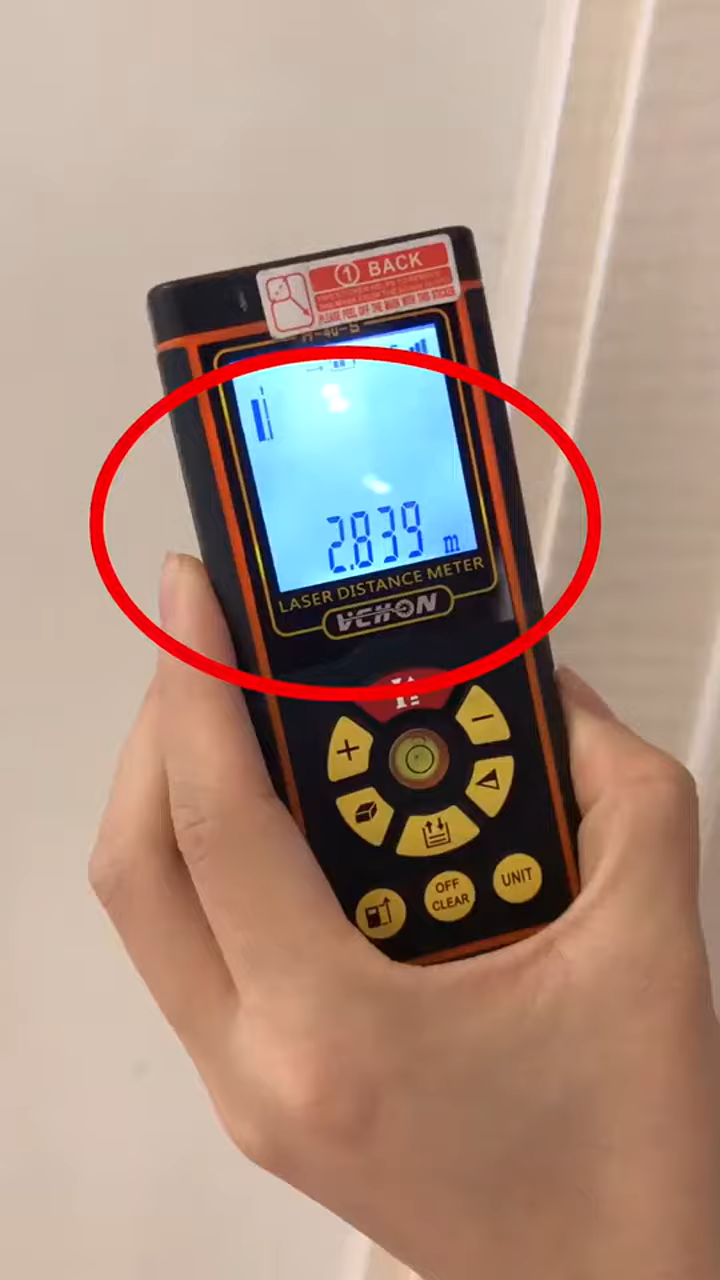 1 BACK
PLEASE PEEL OFF THE MARK WITH THIS STICKER
H-40-B
2.839 m
LASER DISTANCE METER
VCHON
+
−
OFF
CLEAR
UNIT